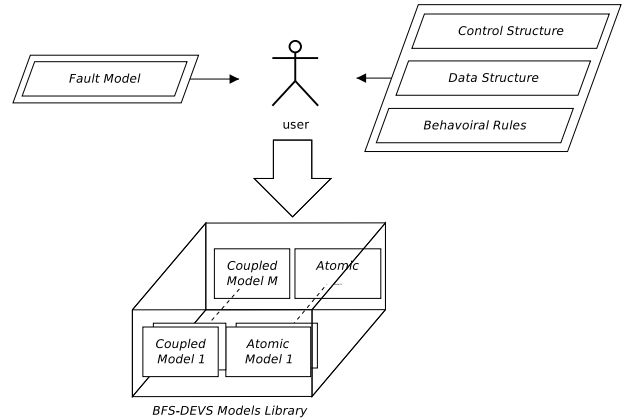 Control Structure
Fault Model
Data Structure
Behavoiral Rules
user
Coupled
Model M
Atomic
Coupled
Model 1
Atomic
Model 1
BFS-DEVS Models Library